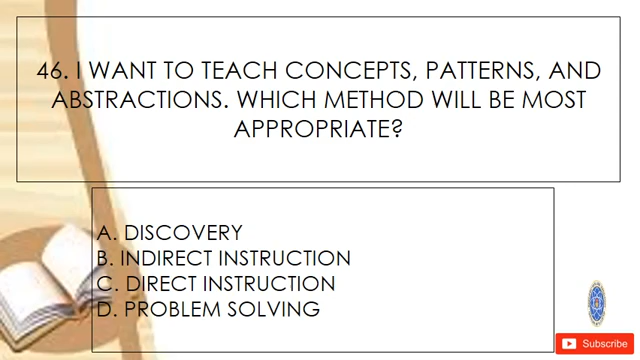 46. I WANT TO TEACH CONCEPTS, PATTERNS, AND
ABSTRACTIONS. WHICH METHOD WILL BE MOST
APPROPRIATE?
A. DISCOVERY
B. INDIRECT INSTRUCTION
C. DIRECT INSTRUCTION
D. PROBLEM SOLVING
Subscribe